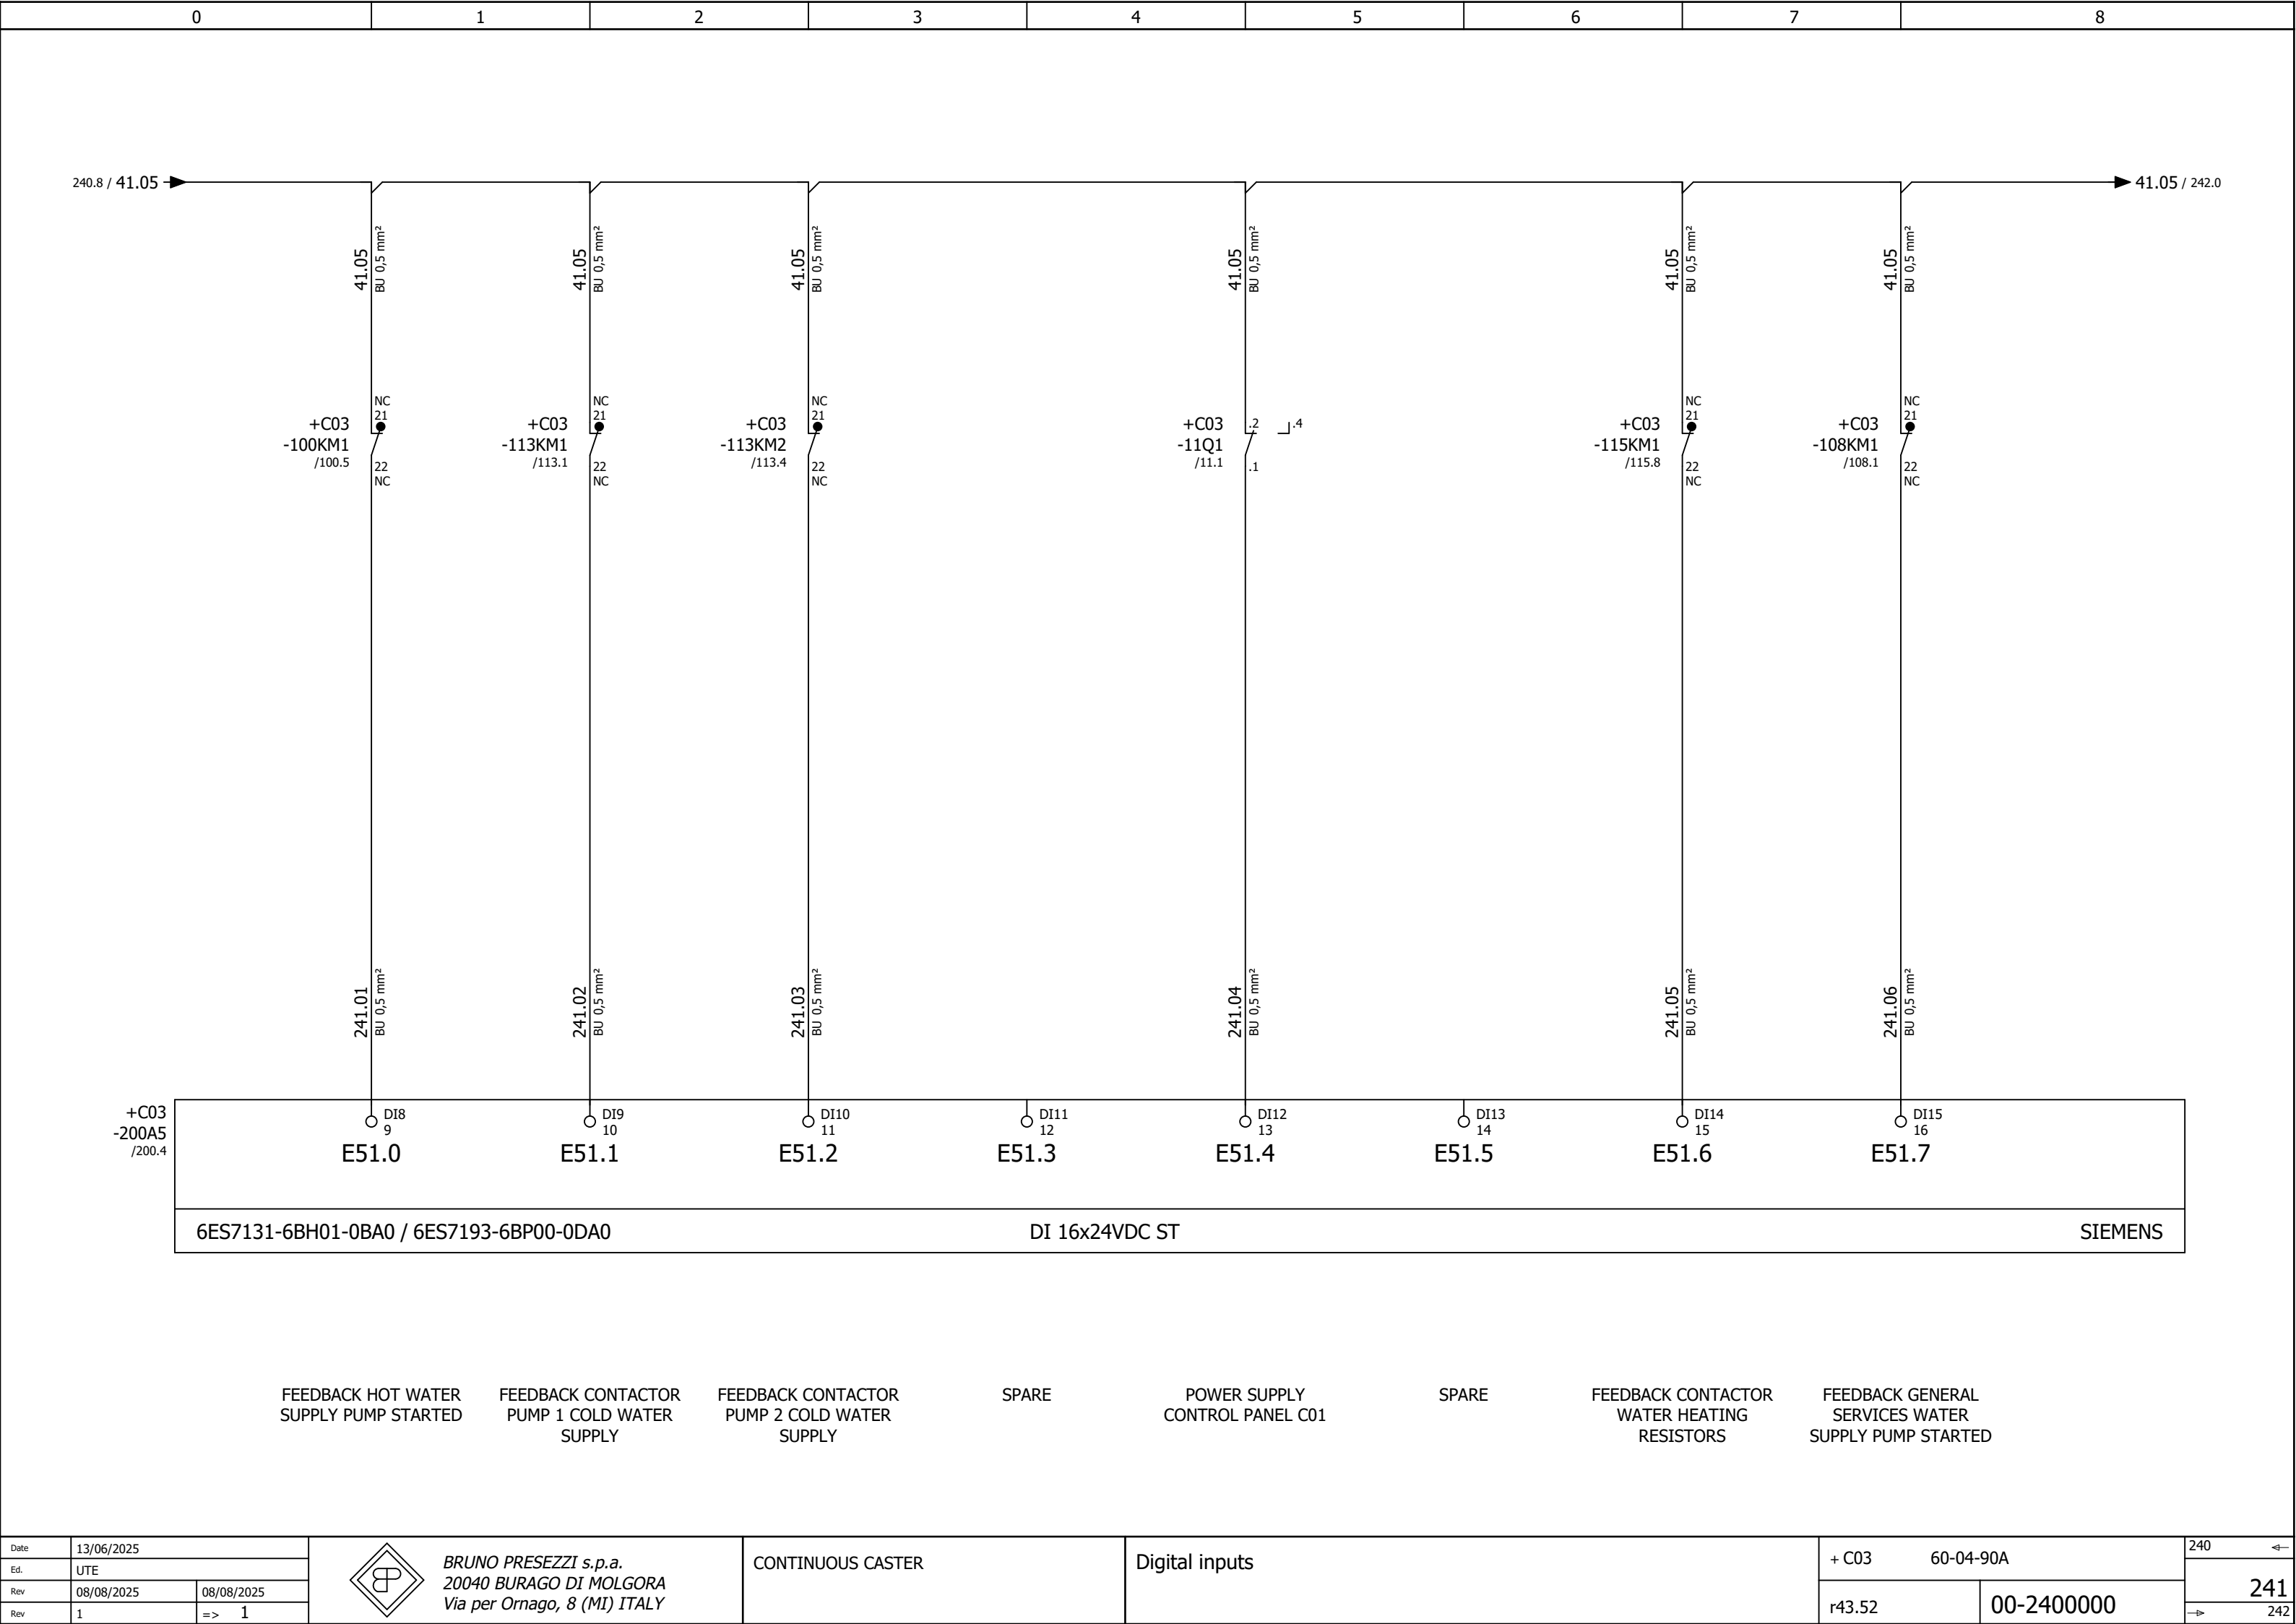 0 1 2 3 4 5 6 7 8
240.8 / 41.05
41.05 / 242.0
41.05 BU 0,5 mm²
41.05 BU 0,5 mm²
41.05 BU 0,5 mm²
41.05 BU 0,5 mm²
41.05 BU 0,5 mm²
41.05 BU 0,5 mm²
+C03
-100KM1
/100.5
NC
21
22
NC
+C03
-113KM1
/113.1
NC
21
22
NC
+C03
-113KM2
/113.4
NC
21
22
NC
+C03
-11Q1
/11.1
.2
.4
.1
+C03
-115KM1
/115.8
NC
21
22
NC
+C03
-108KM1
/108.1
NC
21
22
NC
241.01 BU 0,5 mm²
241.02 BU 0,5 mm²
241.03 BU 0,5 mm²
241.04 BU 0,5 mm²
241.05 BU 0,5 mm²
241.06 BU 0,5 mm²
+C03
-200A5
/200.4
DI8
9
E51.0
DI9
10
E51.1
DI10
11
E51.2
DI11
12
E51.3
DI12
13
E51.4
DI13
14
E51.5
DI14
15
E51.6
DI15
16
E51.7
6ES7131-6BH01-0BA0 / 6ES7193-6BP00-0DA0 DI 16x24VDC ST SIEMENS
FEEDBACK HOT WATER
SUPPLY PUMP STARTED
FEEDBACK CONTACTOR
PUMP 1 COLD WATER
SUPPLY
FEEDBACK CONTACTOR
PUMP 2 COLD WATER
SUPPLY
SPARE
POWER SUPPLY
CONTROL PANEL C01
SPARE
FEEDBACK CONTACTOR
WATER HEATING
RESISTORS
FEEDBACK GENERAL
SERVICES WATER
SUPPLY PUMP STARTED
Date 13/06/2025
Ed. UTE
Rev 08/08/2025 08/08/2025
Rev 1 => 1
BP
BRUNO PRESEZZI s.p.a.
20040 BURAGO DI MOLGORA
Via per Ornago, 8 (MI) ITALY
CONTINUOUS CASTER
Digital inputs
+ C03 60-04-90A
r43.52 00-2400000
240
241
242